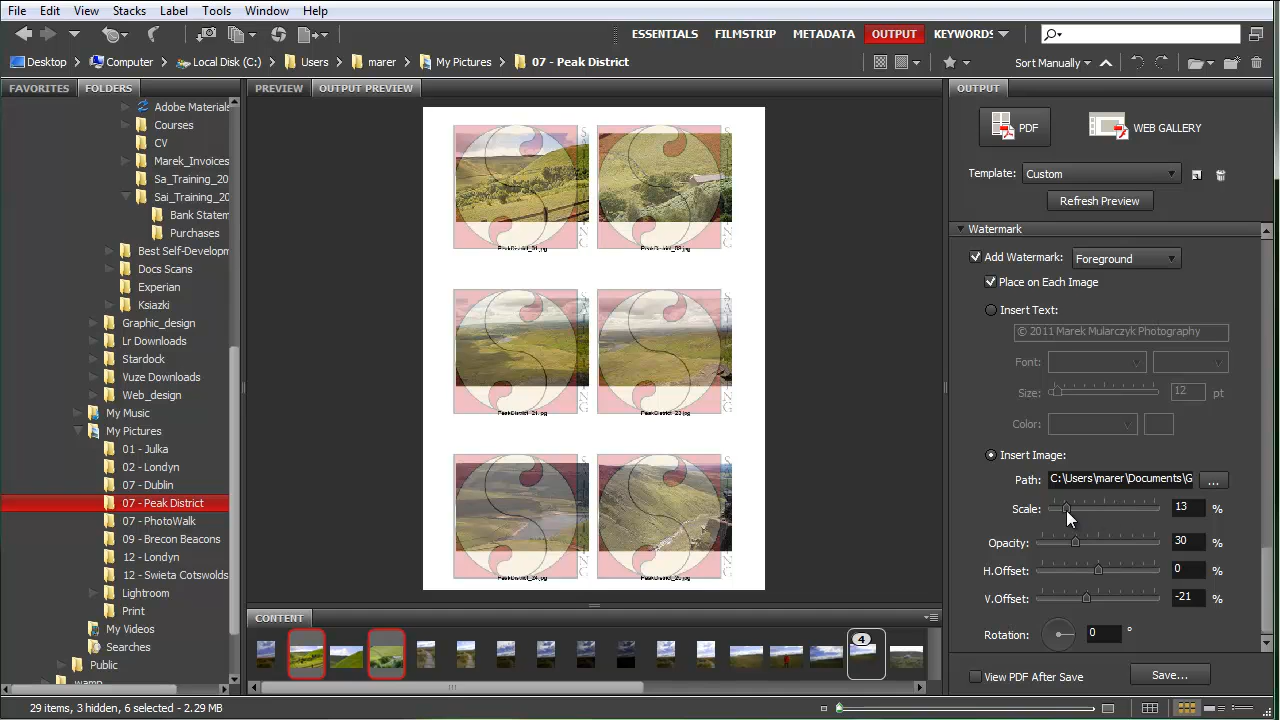 File Edit View Stacks Label Tools Window Help
ESSENTIALS FILMSTRIP METADATA OUTPUT KEYWORDS
Desktop Computer Local Disk (C:) Users marer My Pictures 07 - Peak District
Sort Manually
FAVORITES FOLDERS
PREVIEW OUTPUT PREVIEW
OUTPUT
Adobe Materials
Courses
CV
Marek_Invoices
Sa_Training_20
Sai_Training_20
Bank Statem
Purchases
Best Self-Developm
Docs Scans
Experian
Ksiazki
Graphic_design
Lr Downloads
Stardock
Vuze Downloads
Web_design
My Music
My Pictures
01 - Julka
02 - Londyn
07 - Dublin
07 - Peak District
07 - PhotoWalk
09 - Brecon Beacons
12 - Londyn
12 - Swieta Cotswolds
Lightroom
Print
My Videos
Searches
Public
wamp
CONTENT
4
PDF
WEB GALLERY
Template: Custom
Refresh Preview
Watermark
Add Watermark: Foreground
Place on Each Image
Insert Text:
© 2011 Marek Mularczyk Photography
Font:
Size: 12 pt
Color:
Insert Image:
Path: C:\Users\marer\Documents\G ...
Scale: 13 %
Opacity: 30 %
H.Offset: 0 %
V.Offset: -21 %
Rotation: 0 °
View PDF After Save Save...
29 items, 3 hidden, 6 selected - 2.29 MB